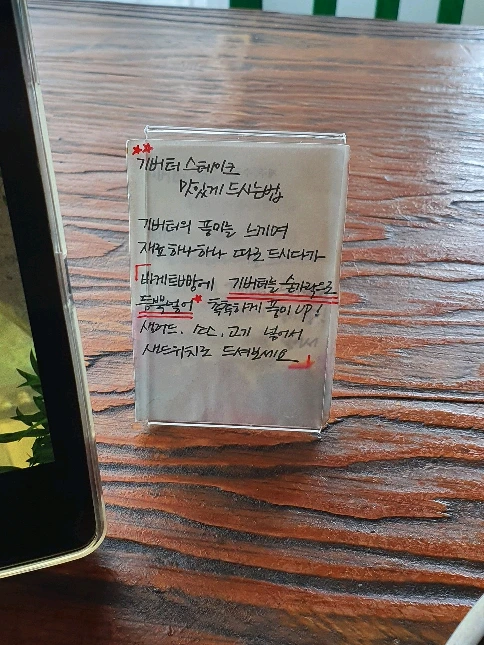 기버터 스테이크
맛있게 드시는법
기버터의 풍미를 느끼며
재료하나하나 따로 드시다가
바게트빵에 기버터를 숟가락으로
듬뿍덜어* 촉촉하게 풍미 UP!
샐러드, 소스, 고기 넣어서
샌드위치로 드셔보세요